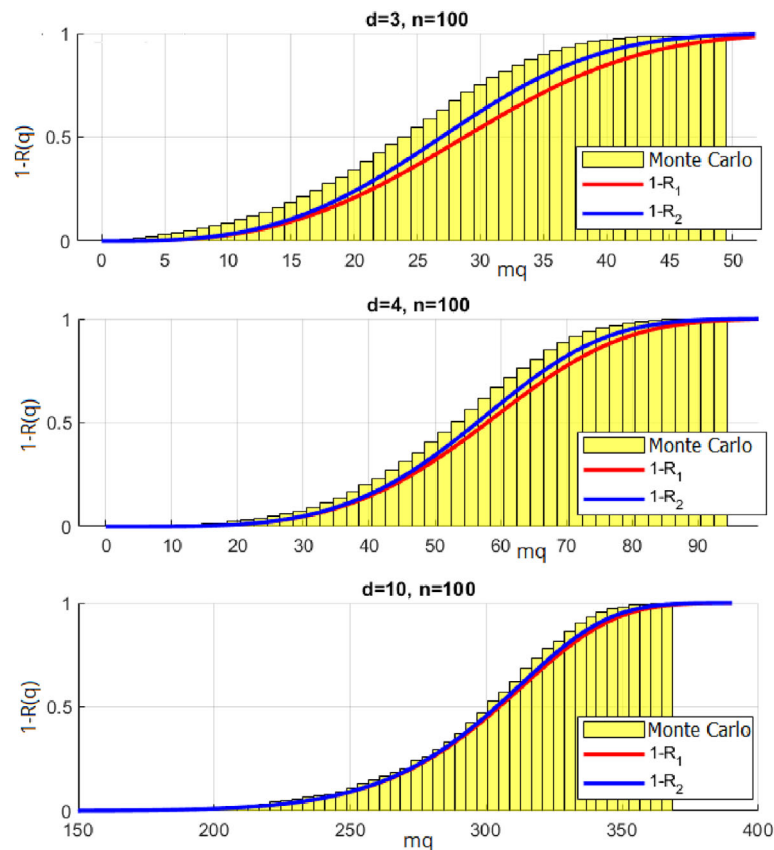 d=3, n=100
1
0.5
0
1-R(q)
0 5 10 15 20 25 30 35 40 45 50
mq
Monte Carlo
1-R1
1-R2
d=4, n=100
1
0.5
0
1-R(q)
0 10 20 30 40 50 60 70 80 90
mq
Monte Carlo
1-R1
1-R2
d=10, n=100
1
0.5
0
1-R(q)
150 200 250 300 350 400
mq
Monte Carlo
1-R1
1-R2